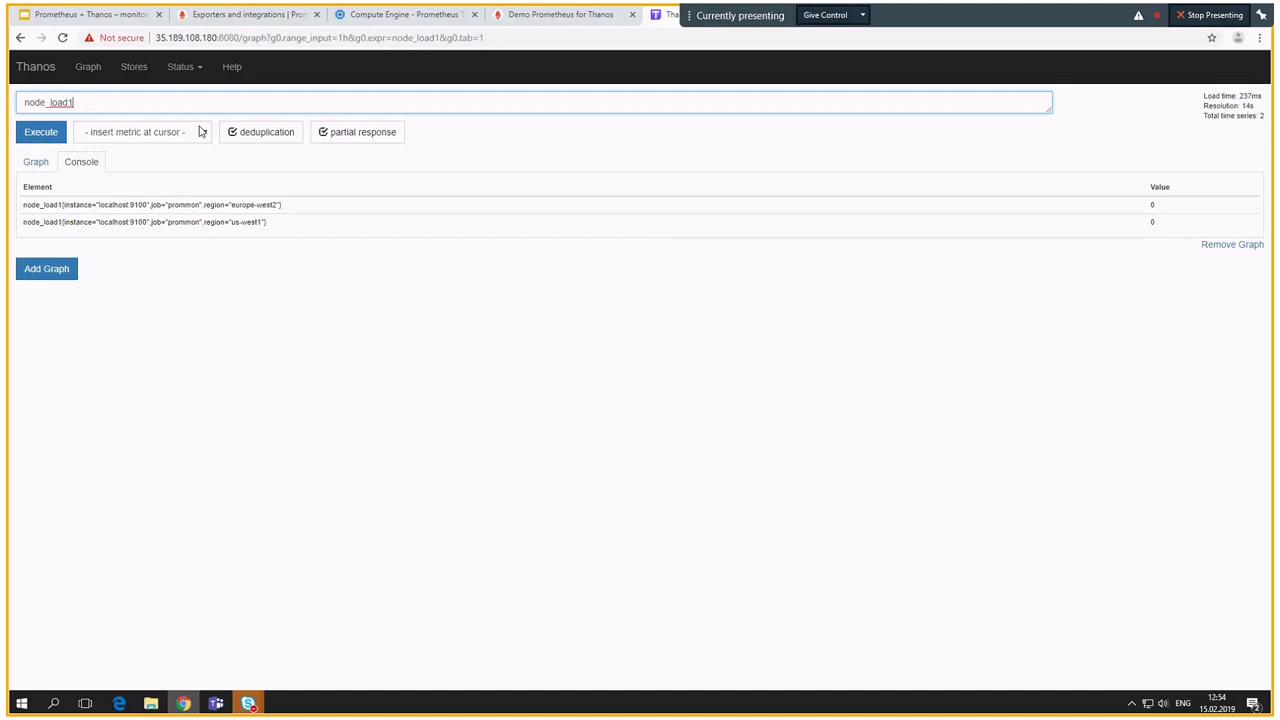 Prometheus + Thanos – monitor
Exporters and integrations | Pro
Compute Engine - Prometheus T
Demo Prometheus for Thanos
Currently presenting
Give Control
Stop Presenting
Not secure
35.189.108.180:8080/graph?g0.range_input=1h&g0.expr=node_load1&g0.tab=1
Thanos
Graph
Stores
Status
Help
node_load1
Load time: 237ms
Resolution: 14s
Total time series: 2
Execute
- insert metric at cursor -
deduplication
partial response
Graph
Console
Element
Value
node_load1{instance="localhost:9100",job="prommon",region="europe-west2"}
0
node_load1{instance="localhost:9100",job="prommon",region="us-west1"}
0
Remove Graph
Add Graph
ENG
12:54
15.02.2019
2